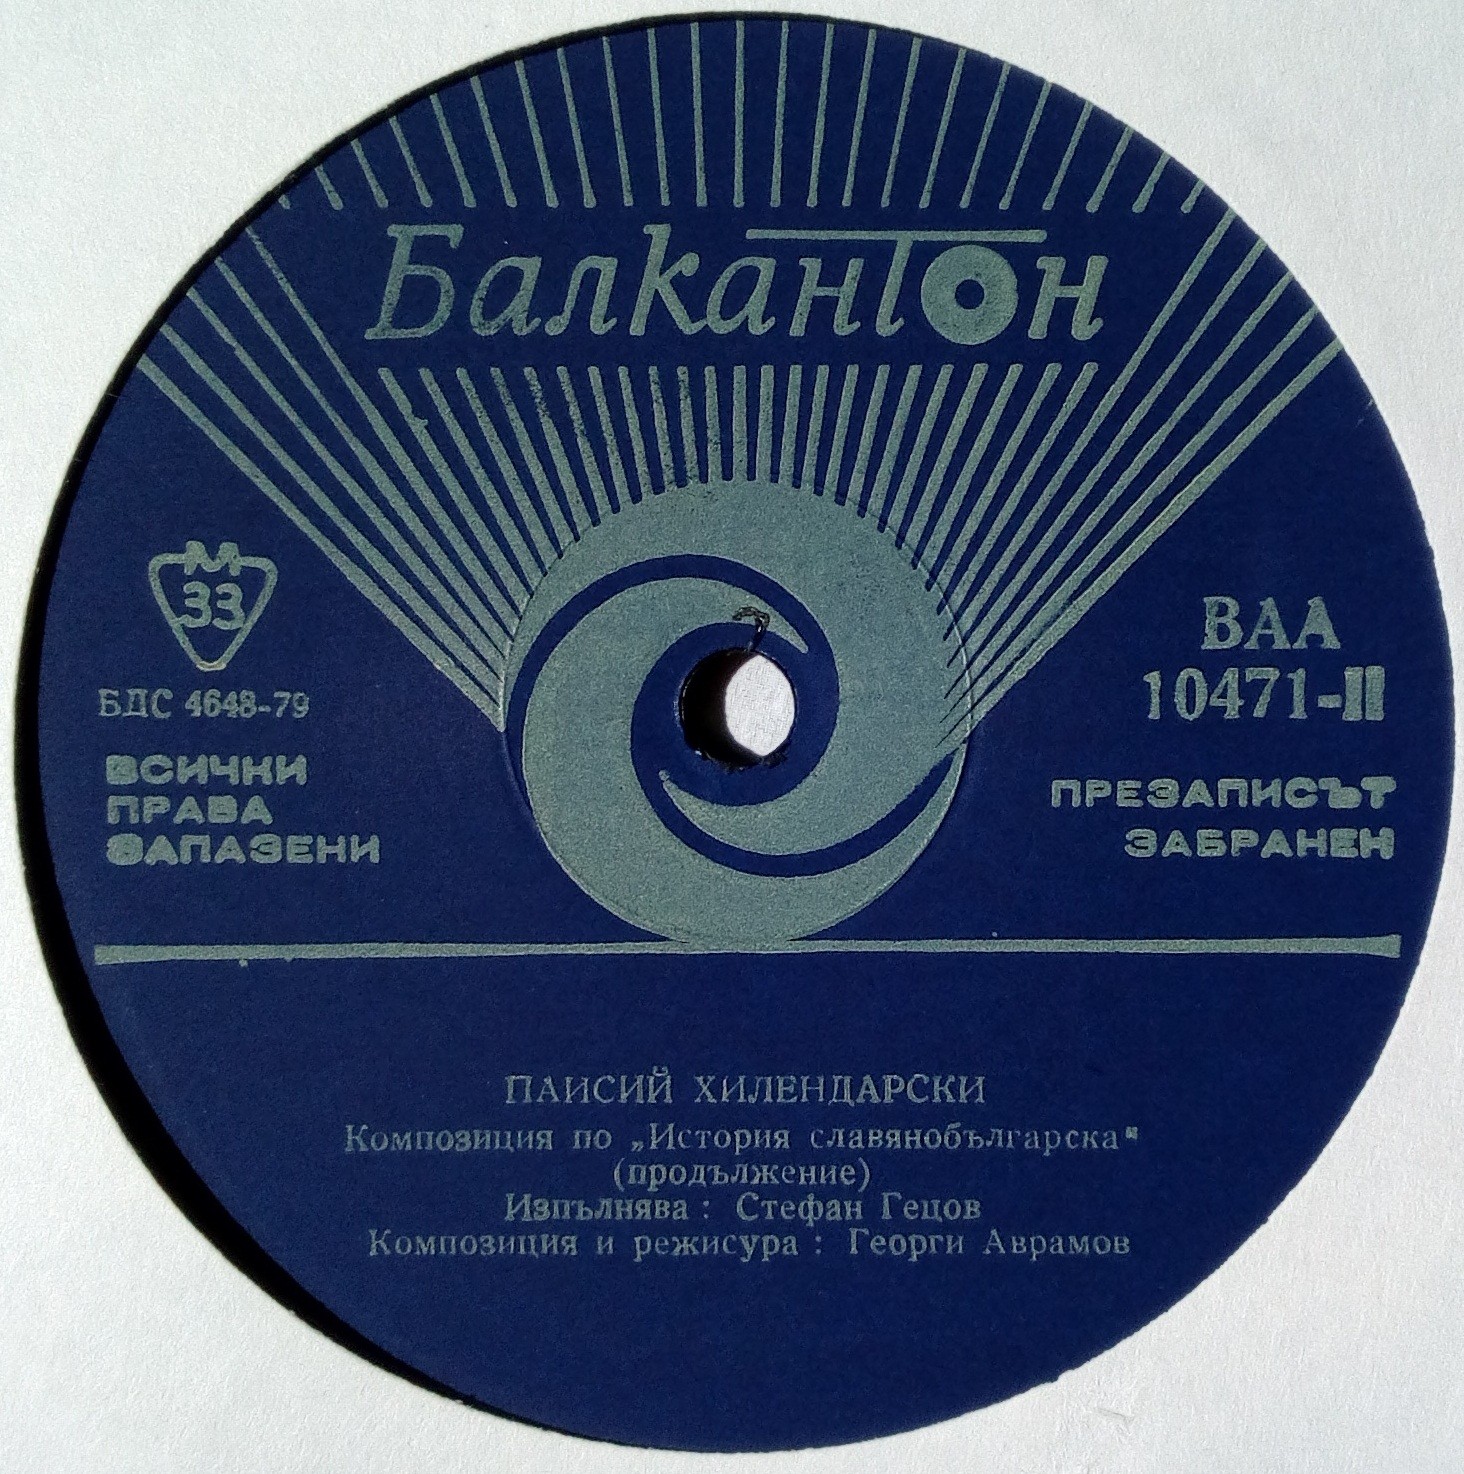 Балкантон
М
33
БДС 4648-79
ВСИЧКИ
ПРАВА
ЗАПАЗЕНИ
ВАА
10471-II
ПРЕЗАПИСЪТ
ЗАБРАНЕН
ПАИСИЙ ХИЛЕНДАРСКИ
Композиция по „История славянобългарска“
(продължение)
Изпълнява : Стефан Гецов
Композиция и режисура : Георги Аврамов